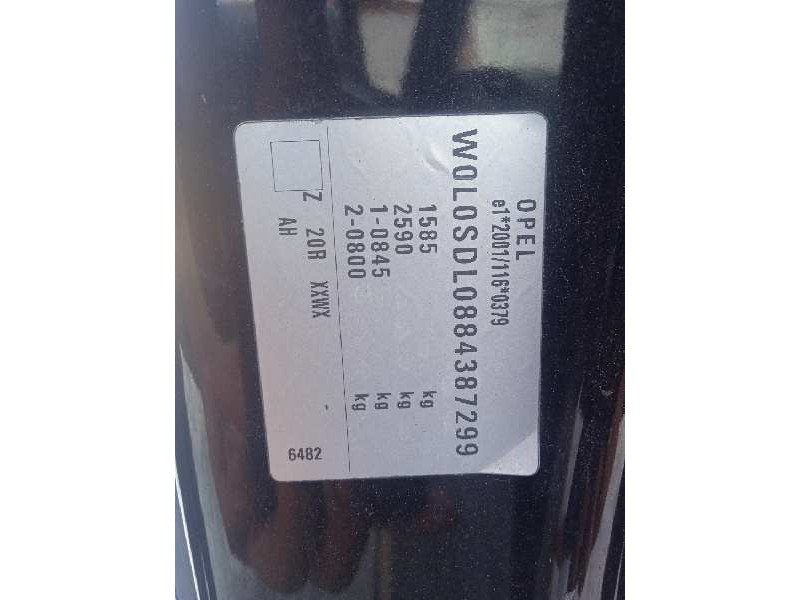 OPEL
e1*2001/116*0379
W0L0SDL0884387299
1585 kg
2590 kg
1-0845 kg
2-0800 kg
Z 20R XXWX -
AH 6482